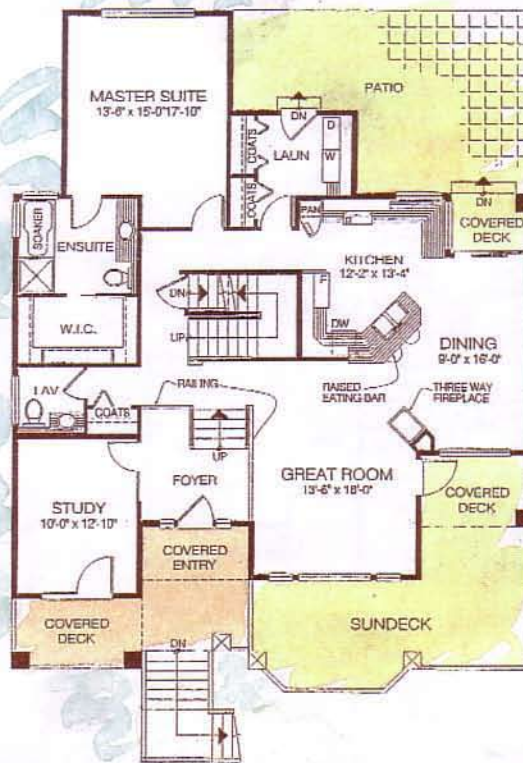 PATIO
MASTER SUITE
13'-6" x 15'-0"17'-10"
DN
D
W
COATS
LAUN
COATS
SOAKER
ENSUITE
PAN
DN
COVERED
DECK
KITCHEN
12'-2" x 13'-4"
F
DN
UP
DW
W.I.C.
DINING
9'-0" x 16'-0"
LAV
COATS
RAILING
RAISED
EATING BAR
THREE WAY
FIREPLACE
UP
FOYER
GREAT ROOM
13'-6" x 18'-0"
STUDY
10'-0" x 12'-10"
COVERED
DECK
COVERED
ENTRY
COVERED
DECK
SUNDECK
DN